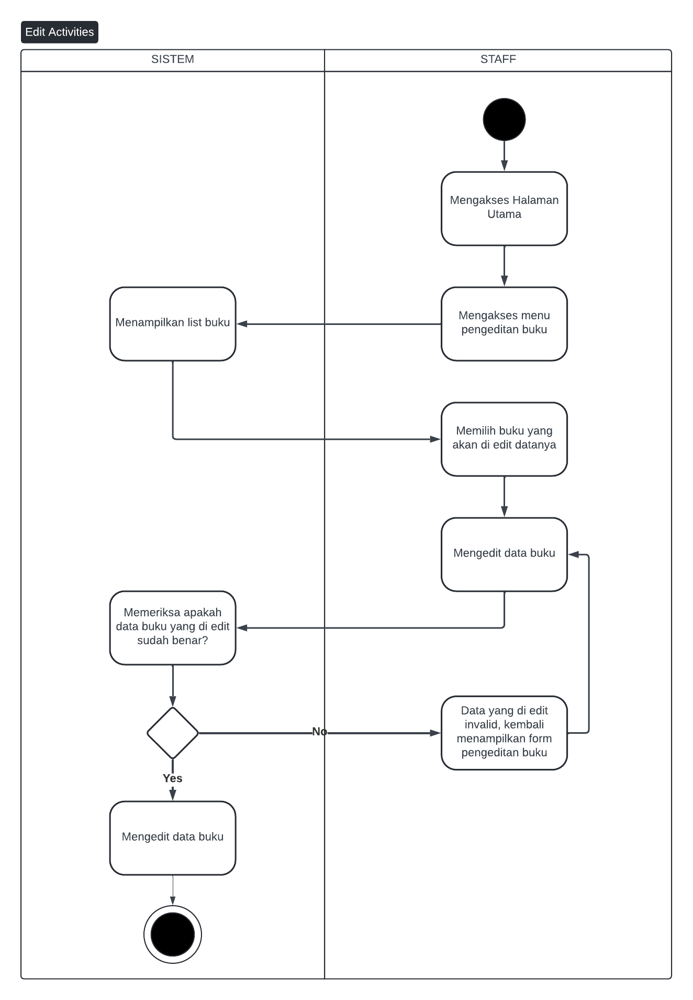 Edit Activities
SISTEM
STAFF
Mengakses Halaman
Utama
Mengakses menu
pengeditan buku
Menampilkan list buku
Memilih buku yang
akan di edit datanya
Mengedit data buku
Memeriksa apakah
data buku yang di edit
sudah benar?
No
Data yang di edit
invalid, kembali
menampilkan form
pengeditan buku
Yes
Mengedit data buku